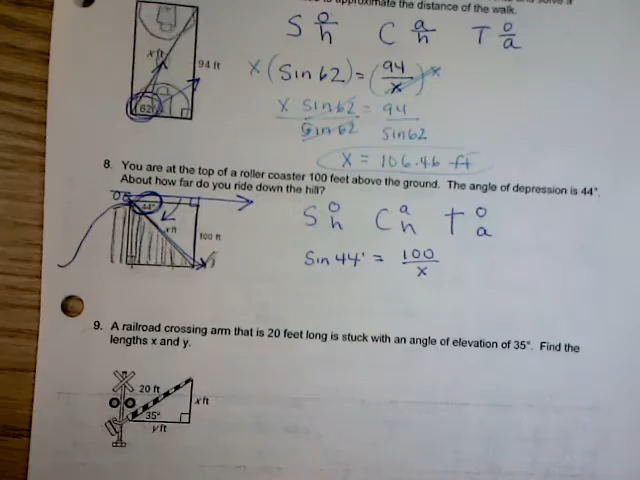 approximate the distance of the walk.
S o/h C a/h T o/a
x ft
94 ft
62°
x (Sin 62) = (94/x) x
x sin 62 = 94
Sin 62 sin 62
x = 106.46 ft
8. You are at the top of a roller coaster 100 feet above the ground. The angle of depression is 44°.
About how far do you ride down the hill?
44°
x ft
100 ft
S o/h C a/h T o/a
Sin 44° = 100/x
9. A railroad crossing arm that is 20 feet long is stuck with an angle of elevation of 35°. Find the
lengths x and y.
20 ft
x ft
35°
y ft